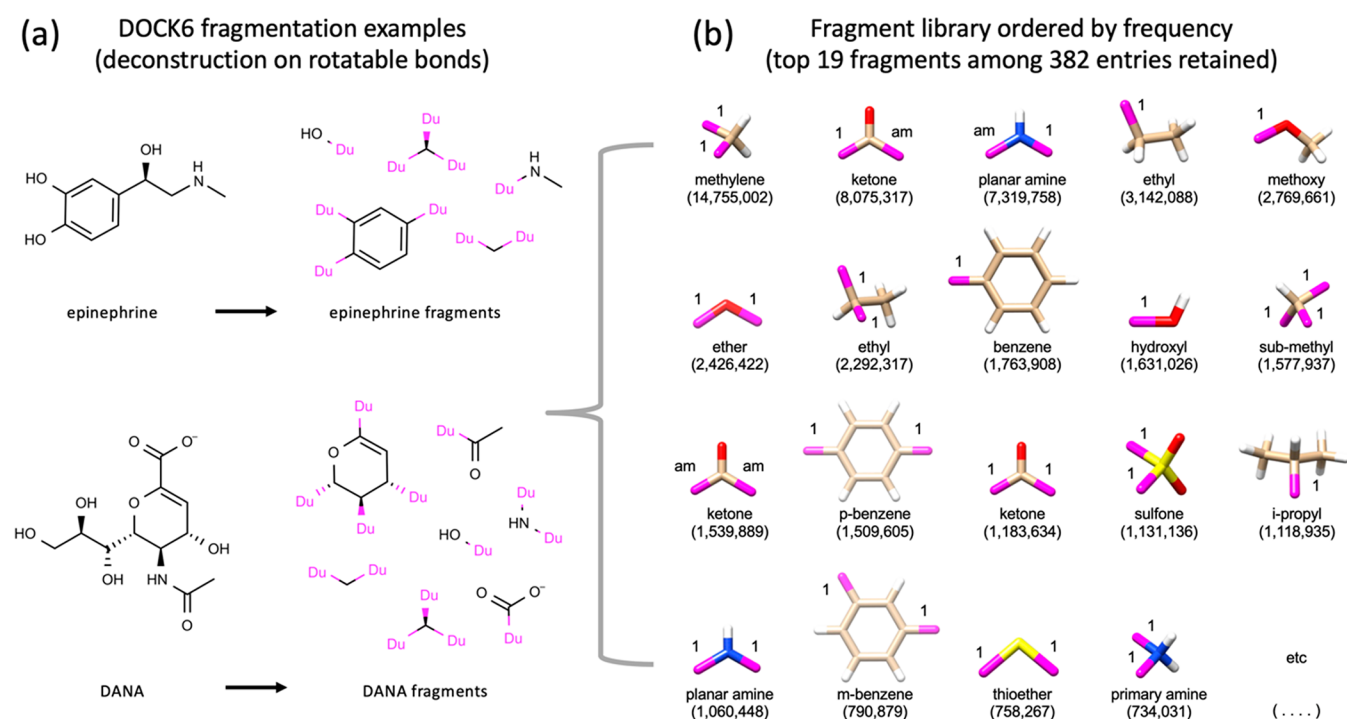 (a)
DOCK6 fragmentation examples
(deconstruction on rotatable bonds)
OH
HO
HO
H
N
epinephrine
HO
Du
Du
Du
Du
H
N
Du
Du
Du
Du
Du
Du
epinephrine fragments
O
O−
OH
HO
O
OH
OH
HN
O
DANA
Du
O
Du
Du
Du
Du
O
Du
HN
Du
HO
Du
Du
Du
Du
Du
Du
O
O−
Du
DANA fragments
(b)
Fragment library ordered by frequency
(top 19 fragments among 382 entries retained)
1
1
methylene
(14,755,002)
1
am
ketone
(8,075,317)
am
1
planar amine
(7,319,758)
1
ethyl
(3,142,088)
1
methoxy
(2,769,661)
1
1
ether
(2,426,422)
1
1
ethyl
(2,292,317)
1
benzene
(1,763,908)
1
hydroxyl
(1,631,026)
1
1
1
sub-methyl
(1,577,937)
am
am
ketone
(1,539,889)
1
1
p-benzene
(1,509,605)
1
1
ketone
(1,183,634)
1
1
sulfone
(1,131,136)
1
i-propyl
(1,118,935)
1
1
planar amine
(1,060,448)
1
1
m-benzene
(790,879)
1
1
thioether
(758,267)
1
1
primary amine
(734,031)
etc
(....)